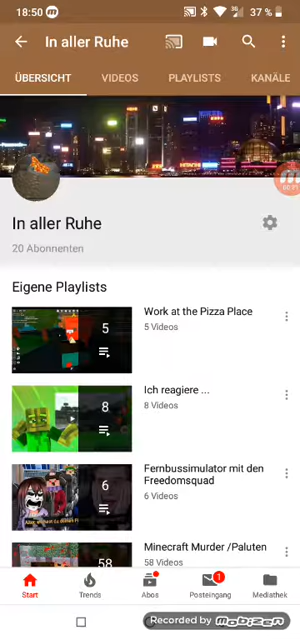 18:50
3G
37 %
In aller Ruhe
ÜBERSICHT VIDEOS PLAYLISTS KANÄLE
In aller Ruhe
20 Abonnenten
Eigene Playlists
5
Work at the Pizza Place
5 Videos
8
Ich reagiere ...
8 Videos
6
Fernbussimulator mit den
Freedomsquad
6 Videos
58
Minecraft Murder /Paluten
58 Videos
1
Start Trends Abos Posteingang Mediathek
Recorded by Mobizen